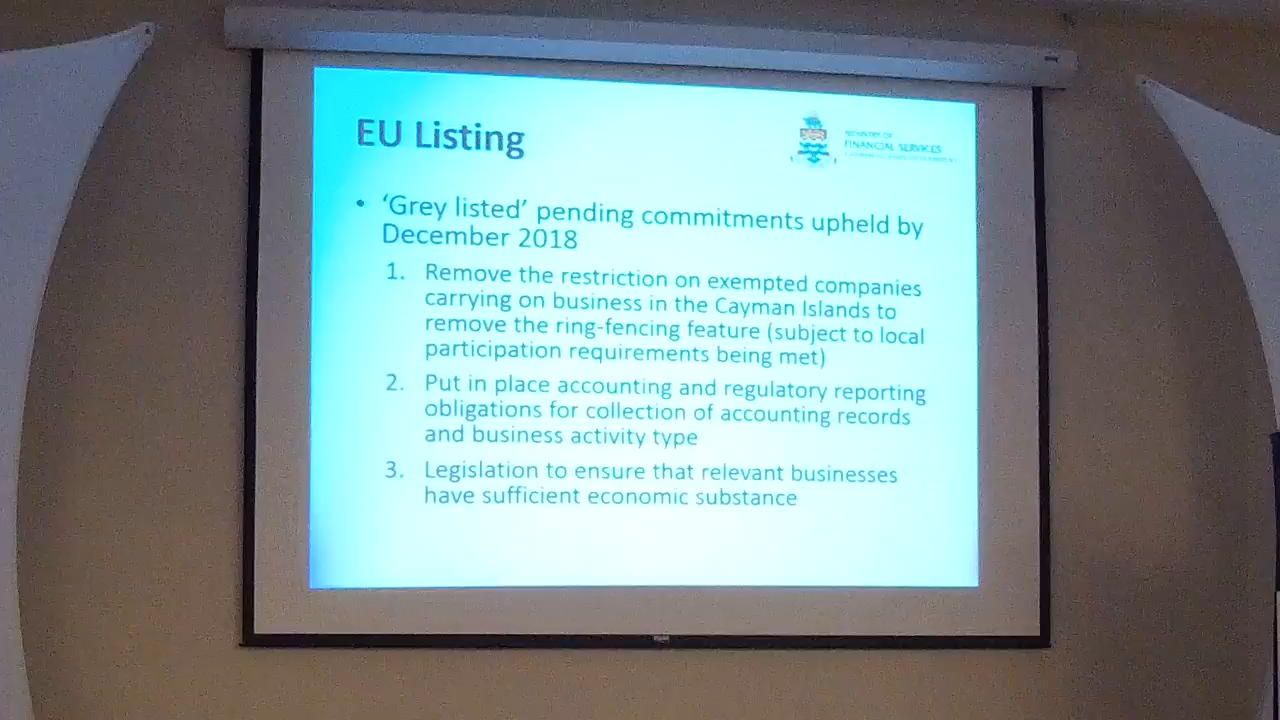 EU Listing
MINISTRY OF
FINANCIAL SERVICES
• ‘Grey listed’ pending commitments upheld by
December 2018
1. Remove the restriction on exempted companies
carrying on business in the Cayman Islands to
remove the ring-fencing feature (subject to local
participation requirements being met)
2. Put in place accounting and regulatory reporting
obligations for collection of accounting records
and business activity type
3. Legislation to ensure that relevant businesses
have sufficient economic substance